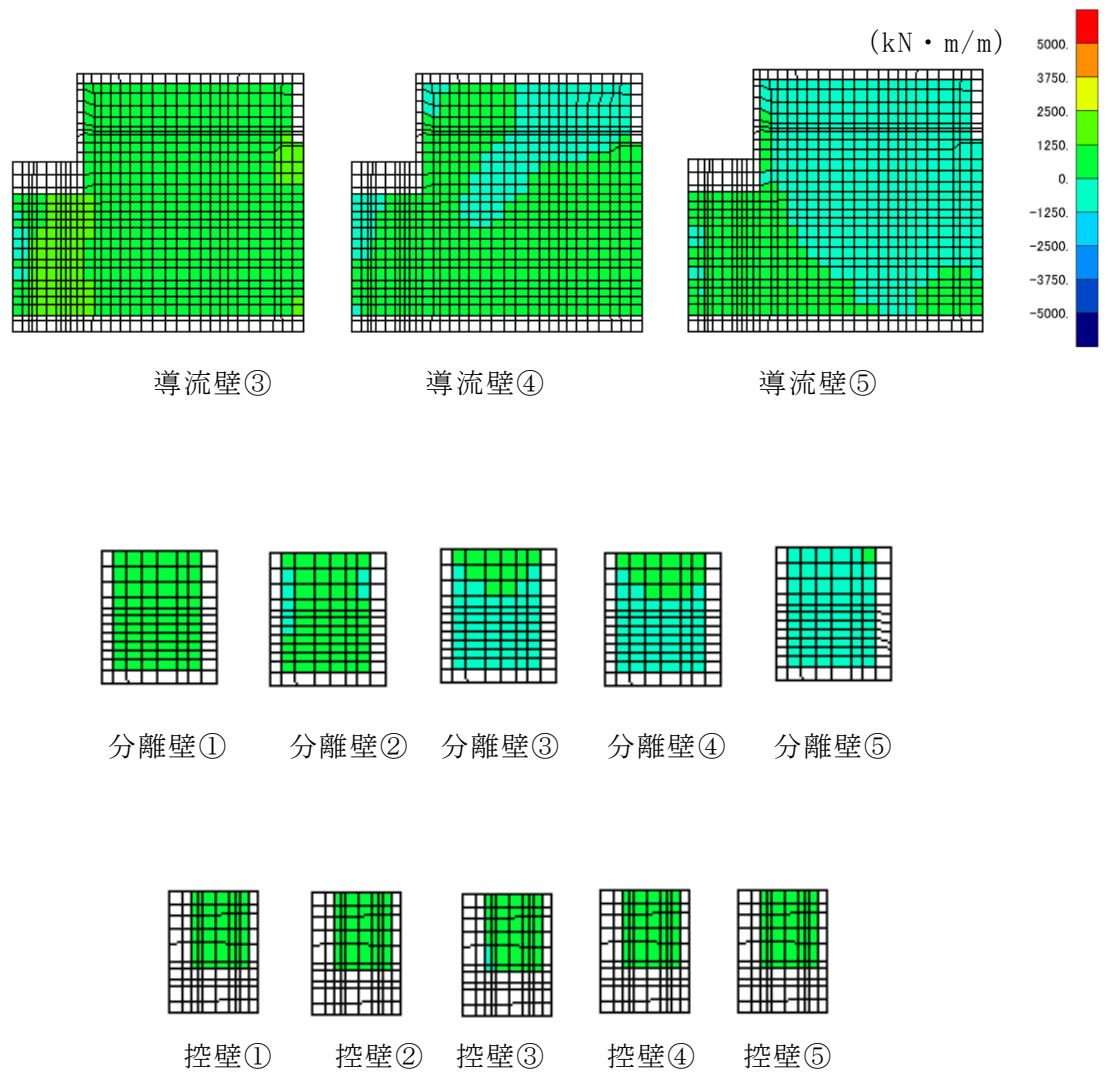 (kN・m/m)
5000.
3750.
2500.
1250.
0.
-1250.
-2500.
-3750.
-5000.
導流壁③ 導流壁④ 導流壁⑤
分離壁① 分離壁② 分離壁③ 分離壁④ 分離壁⑤
控壁① 控壁② 控壁③ 控壁④ 控壁⑤